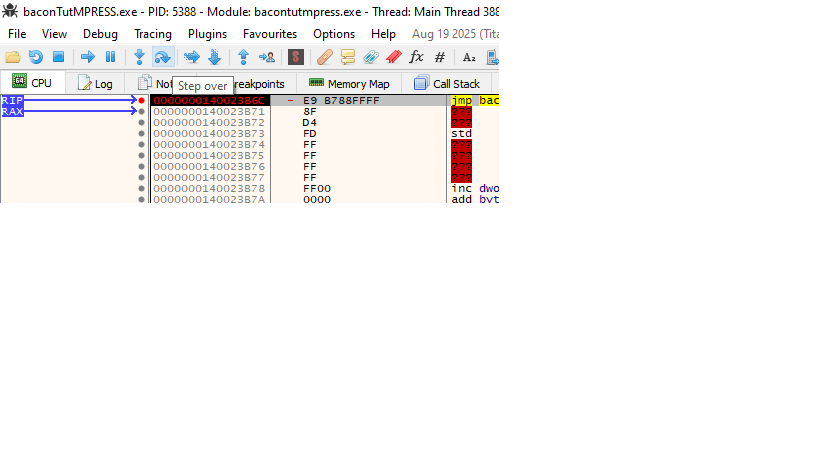 baconTutMPRESS.exe - PID: 5388 - Module: bacontutmpress.exe - Thread: Main Thread 388
File View Debug Tracing Plugins Favourites Options Help Aug 19 2025 (Tita
CPU Log Not Step over reakpoints Memory Map Call Stack
RIP 0000000140023B6C - E9 B788FFFF jmp bac
RAX 0000000140023B71 8F ???
0000000140023B72 D4 ???
0000000140023B73 FD std
0000000140023B74 FF ???
0000000140023B75 FF ???
0000000140023B76 FF ???
0000000140023B77 FF ???
0000000140023B78 FF00 inc dwo
0000000140023B7A 0000 add byt